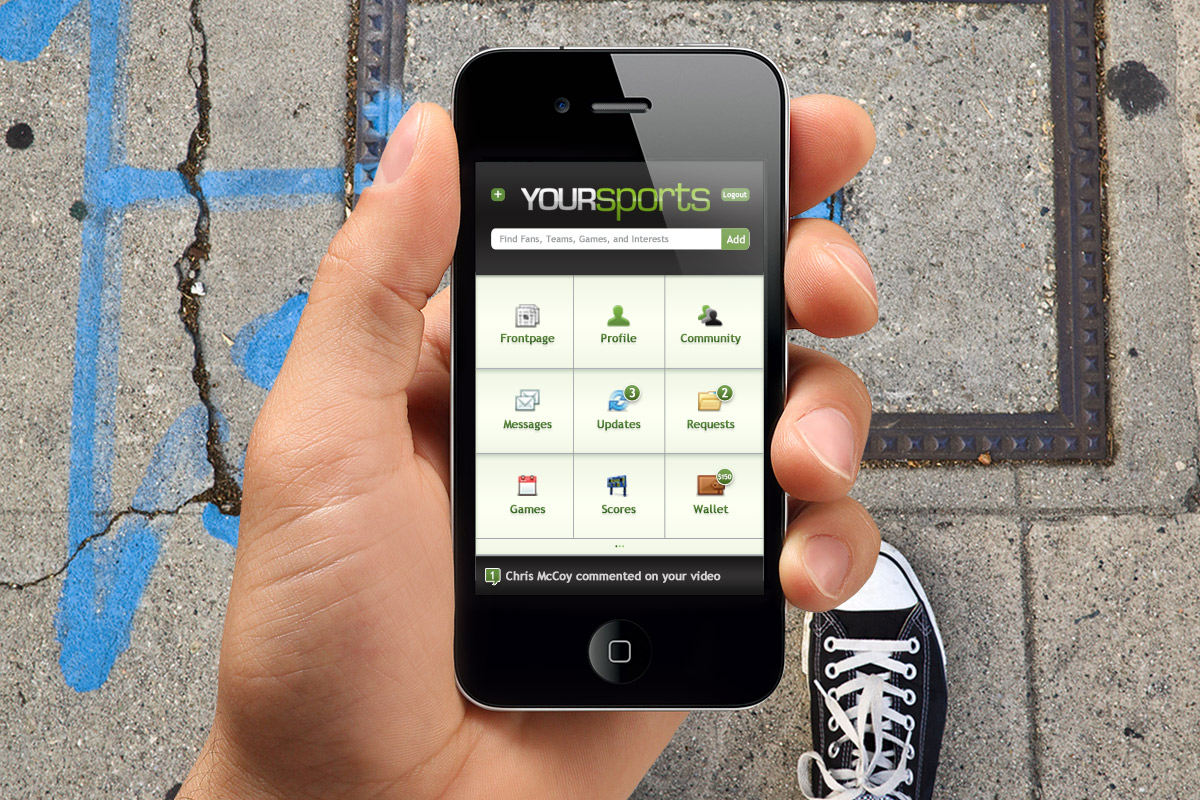 + YOURsports Logout
Find Fans, Teams, Games, and Interests Add
Frontpage Profile Community
3 2
Messages Updates Requests
$150
Games Scores Wallet
1 Chris McCoy commented on your video